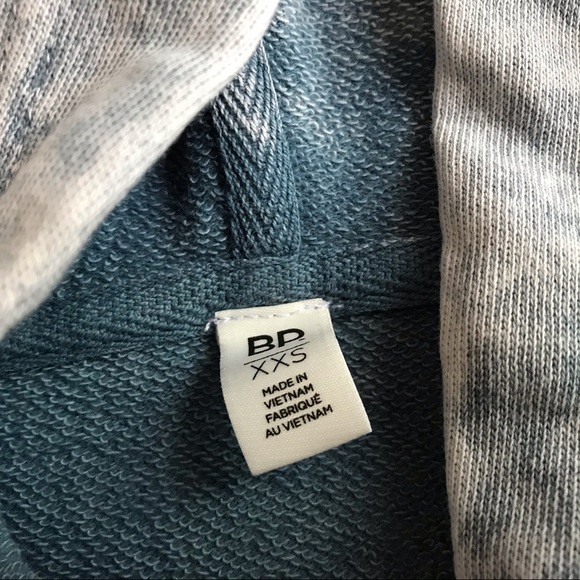 BP
XXS
MADE IN
VIETNAM
FABRIQUÉ
AU VIETNAM